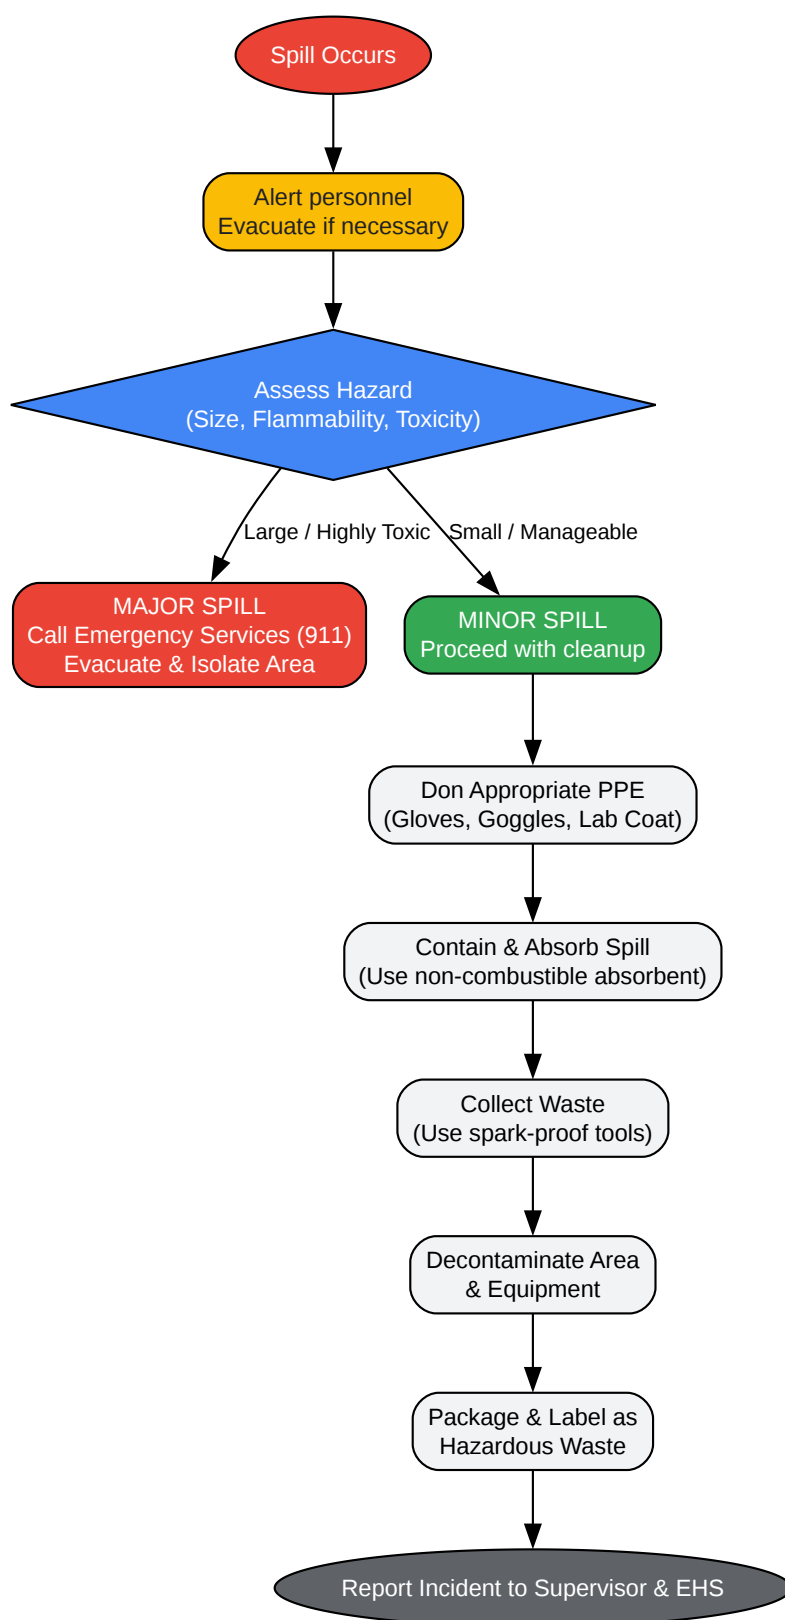 Spill Occurs
Alert personnel
Evacuate if necessary
Assess Hazard
(Size, Flammability, Toxicity)
Large / Highly Toxic
Small / Manageable
MAJOR SPILL
Call Emergency Services (911)
Evacuate & Isolate Area
MINOR SPILL
Proceed with cleanup
Don Appropriate PPE
(Gloves, Goggles, Lab Coat)
Contain & Absorb Spill
(Use non-combustible absorbent)
Collect Waste
(Use spark-proof tools)
Decontaminate Area
& Equipment
Package & Label as
Hazardous Waste
Report Incident to Supervisor & EHS